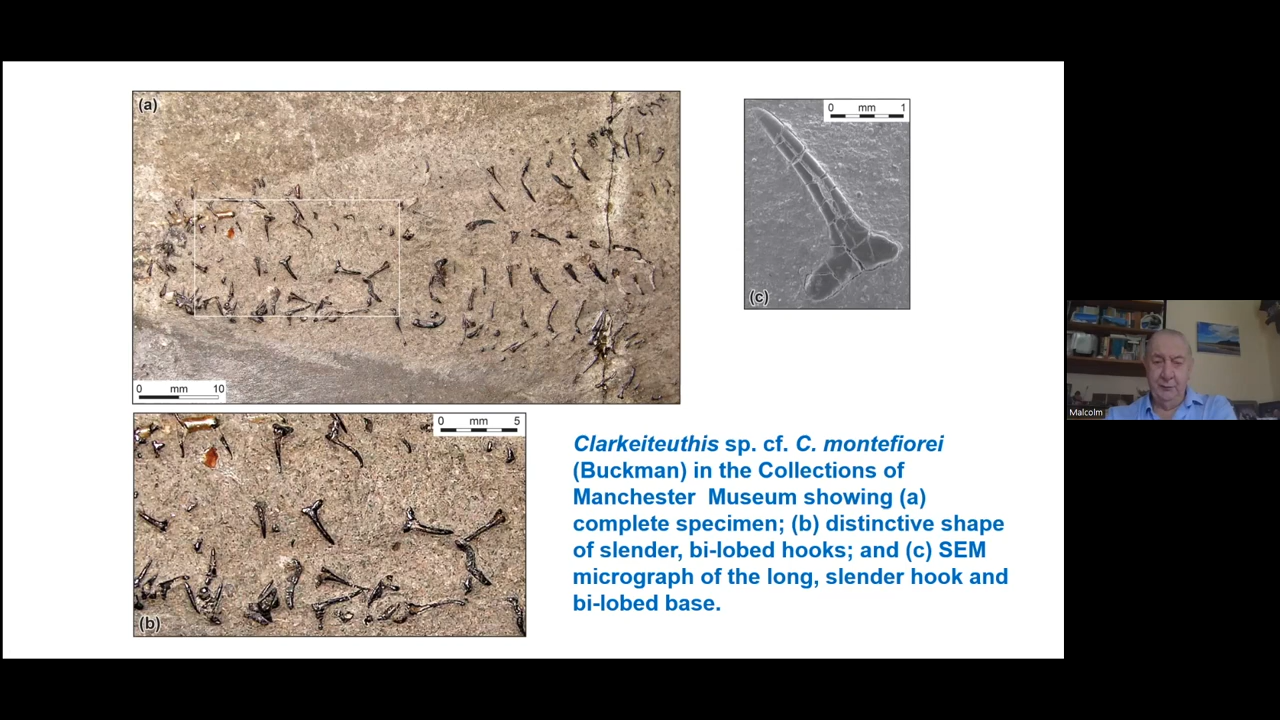 (a)
0 mm 10
(b)
0 mm 5
(c)
0 mm 1
Clarkeiteuthis sp. cf. C. montefiorei
(Buckman) in the Collections of
Manchester Museum showing (a)
complete specimen; (b) distinctive shape
of slender, bi-lobed hooks; and (c) SEM
micrograph of the long, slender hook and
bi-lobed base.
Malcolm